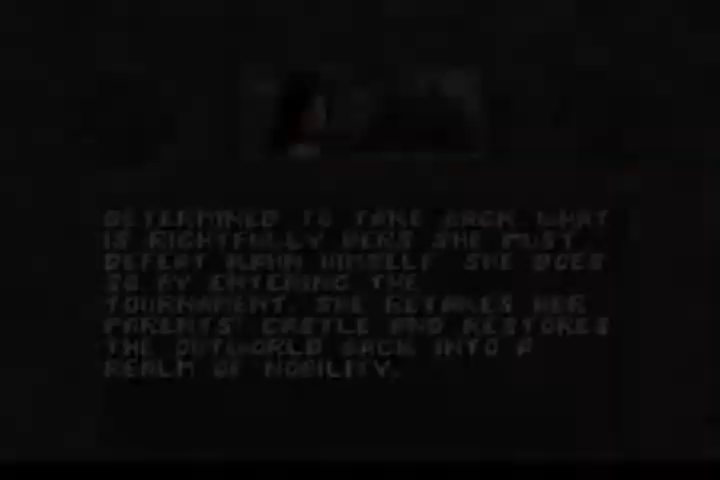 DETERMINED TO TAKE BACK WHAT
IS RIGHTFULLY HERS SHE MUST
DEFEAT KAHN HIMSELF. SHE DOES
SO BY ENTERING THE
TOURNAMENT. SHE RETAKES HER
PARENTS' CASTLE AND RESTORES
THE OUTWORLD BACK INTO A
REALM OF NOBILITY.